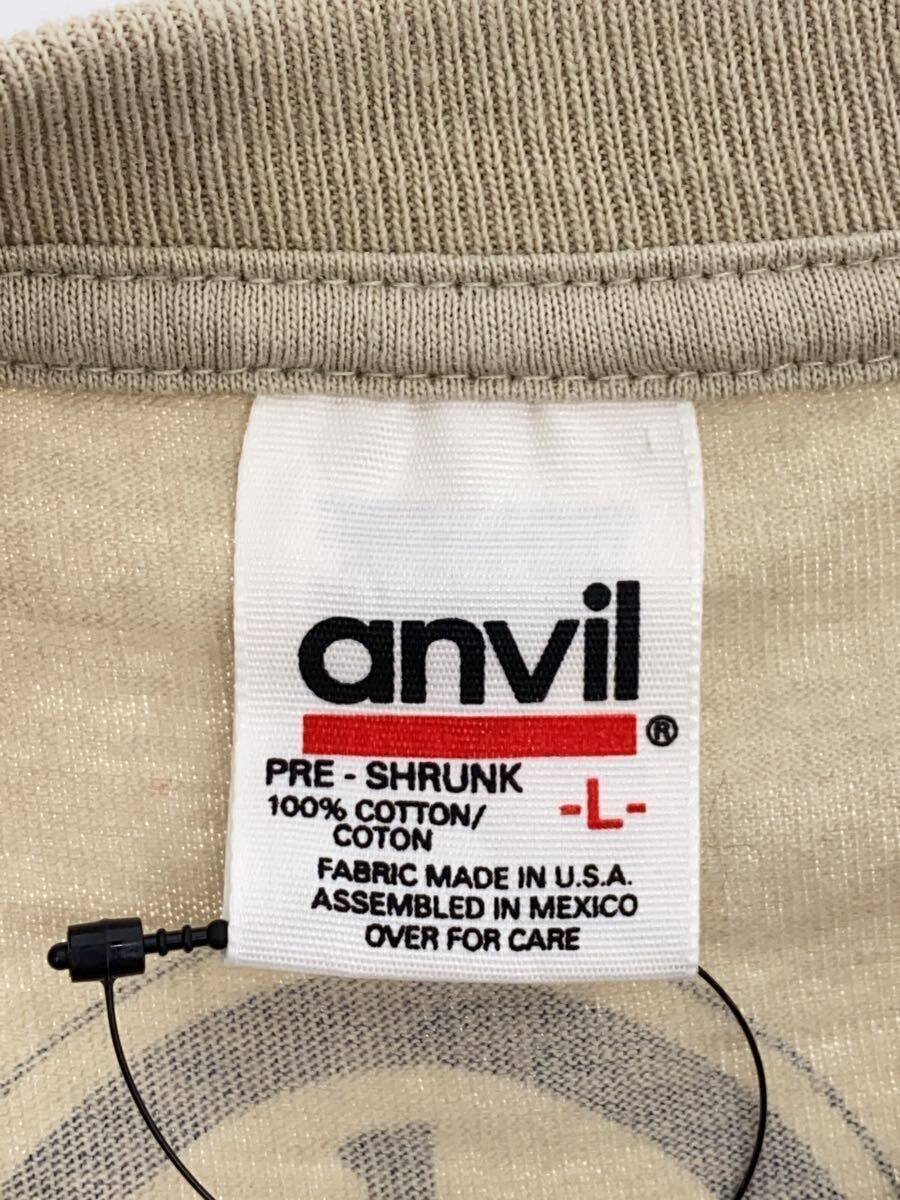 anvil
®
PRE - SHRUNK
-L-
100% COTTON/
COTON
FABRIC MADE IN U.S.A.
ASSEMBLED IN MEXICO
OVER FOR CARE